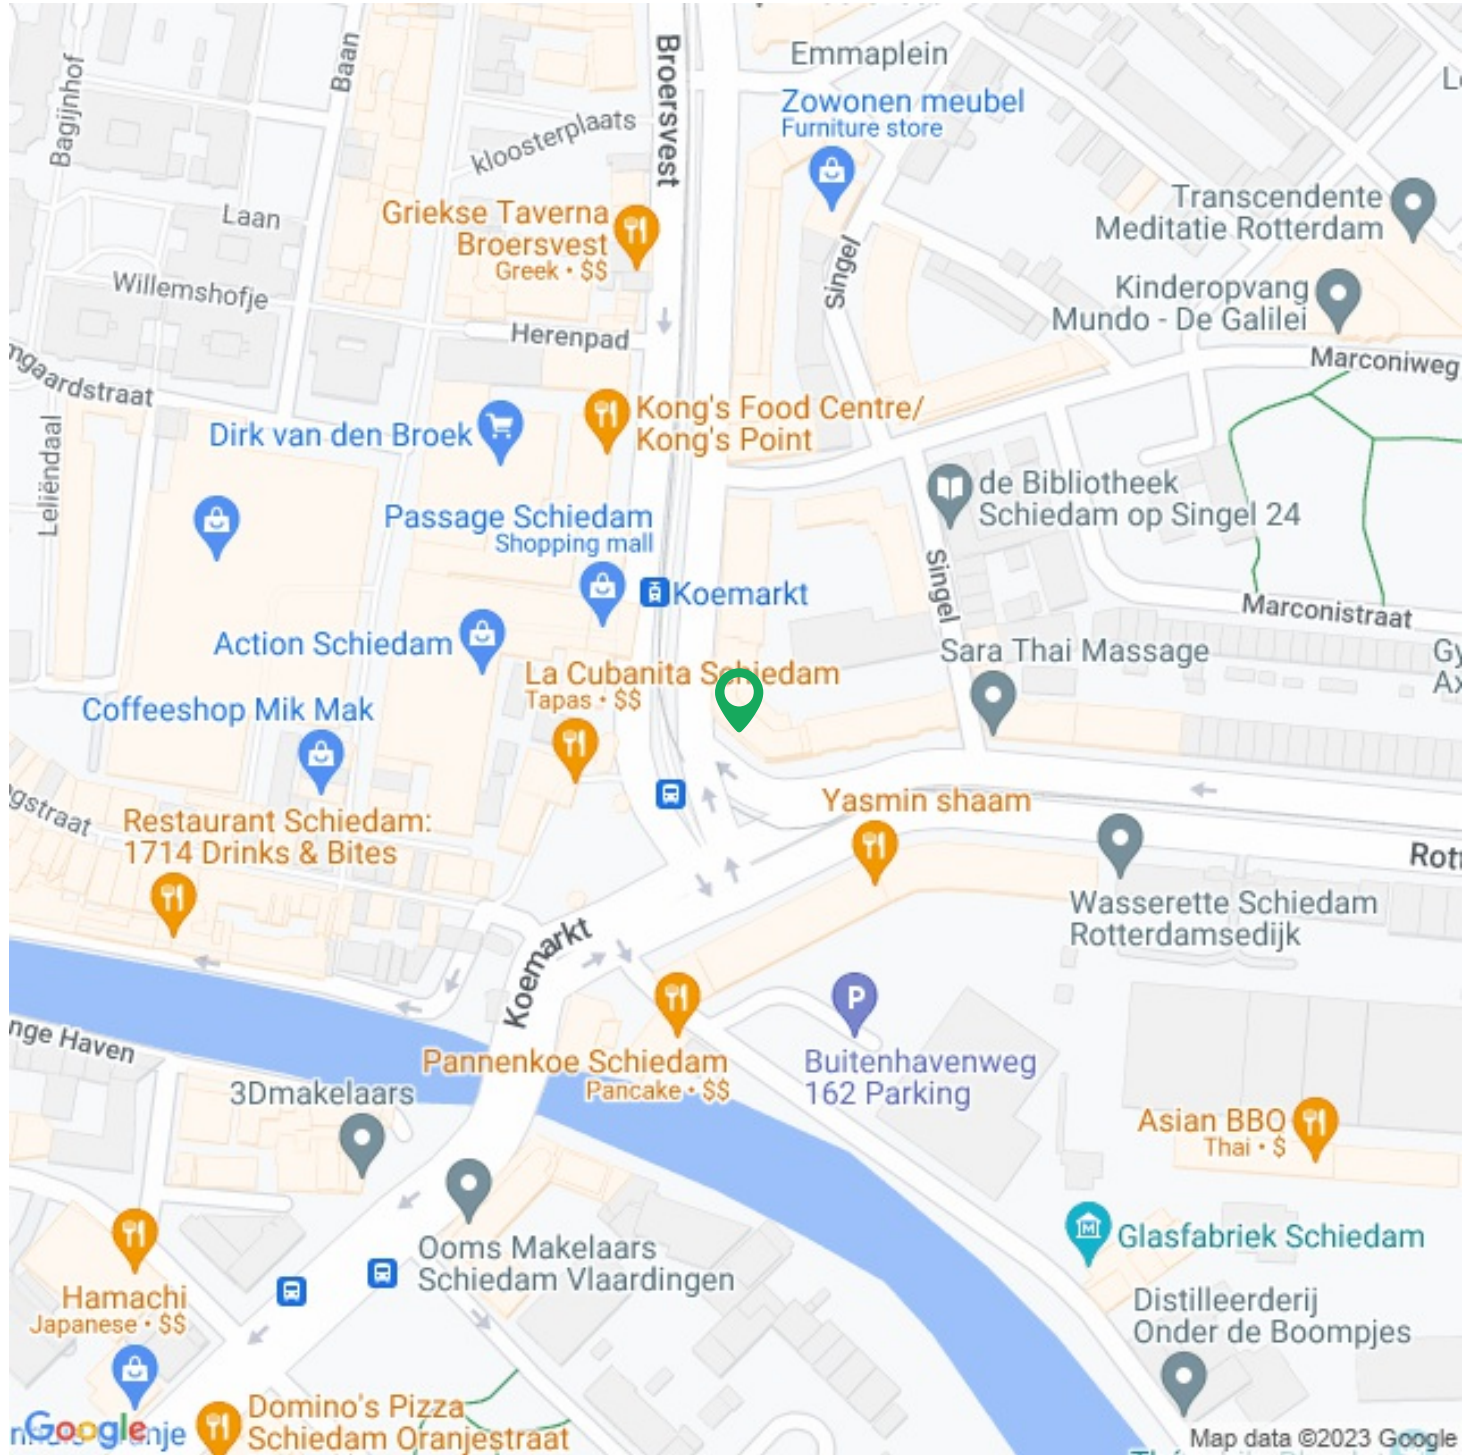 Emmaplein
Broersvest
Baan
Bagijnhof
Zowonen meubel
Furniture store
kloosterplaats
Transcendente
Meditatie Rotterdam
Laan
Griekse Taverna
Broersvest
Greek • $$
Singel
Willemshofje
Kinderopvang
Mundo - De Galilei
Herenpad
Marconiweg
mgaardstraat
Kong's Food Centre/
Kong's Point
Dirk van den Broek
Leliëndaal
de Bibliotheek
Schiedam op Singel 24
Passage Schiedam
Shopping mall
Koemarkt
Singel
Marconistraat
Action Schiedam
Sara Thai Massage
Gy
Ax
La Cubanita Schiedam
Tapas • $$
Coffeeshop Mik Mak
Yasmin shaam
gstraat
Restaurant Schiedam:
1714 Drinks & Bites
Rott
Wasserette Schiedam
Rotterdamsedijk
Koemarkt
P
nge Haven
Pannenkoe Schiedam
Pancake • $$
Buitenhavenweg
162 Parking
3Dmakelaars
Asian BBQ
Thai • $
Glasfabriek Schiedam
Ooms Makelaars
Schiedam Vlaardingen
Hamachi
Japanese • $$
Distilleerderij
Onder de Boompjes
Domino's Pizza
Schiedam Oranjestraat
Google
Map data ©2023 Google